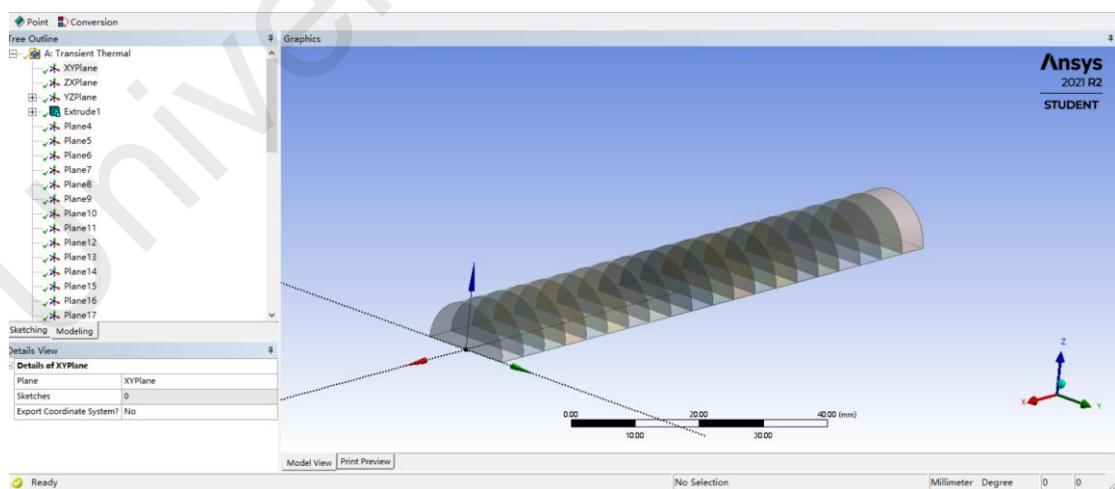 Point Conversion
Tree Outline
Graphics
A: Transient Thermal
XYPlane
ZXPlane
YZPlane
Extrude1
Plane4
Plane5
Plane6
Plane7
Plane8
Plane9
Plane10
Plane11
Plane12
Plane13
Plane14
Plane15
Plane16
Plane17
Sketching Modeling
Details View
Details of XYPlane
Plane XYPlane
Sketches 0
Export Coordinate System? No
Ansys
2021 R2
STUDENT
Z
X
Y
0.00 20.00 40.00 (mm)
10.00 30.00
Model View Print Preview
Ready No Selection Millimeter Degree 0 0
Univer